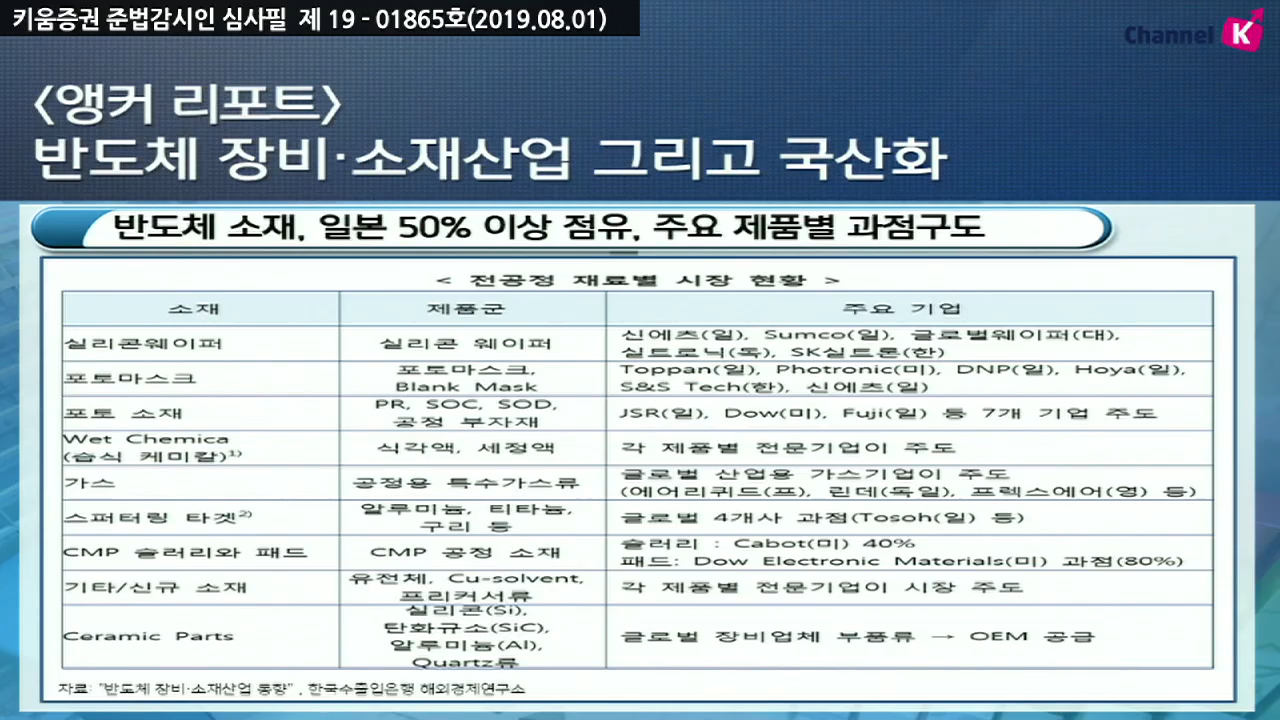 키움증권 준법감시인 심사필 제 19 - 01865호(2019.08.01)
Channel K
<앵커 리포트>
반도체 장비·소재산업 그리고 국산화
반도체 소재, 일본 50% 이상 점유, 주요 제품별 과점구도
< 전공정 재료별 시장 현황 >
소재 제품군 주요 기업
실리콘웨이퍼
실리콘 웨이퍼
신에츠(일), Sumco(일), 글로벌웨이퍼(대),
실트로닉(독), SK실트론(한)
포토마스크
포토마스크,
Blank Mask
Toppan(일), Photronic(미), DNP(일), Hoya(일),
S&S Tech(한), 신에츠(일)
포토 소재
PR, SOC, SOD,
공정 부자재
JSR(일), Dow(미), Fuji(일) 등 7개 기업 주도
Wet Chemica
(습식 케미칼)¹⁾
식각액, 세정액
각 제품별 전문기업이 주도
가스
공정용 특수가스류
글로벌 산업용 가스기업이 주도
(에어리퀴드(프), 린데(독일), 프렉스에어(영) 등)
스퍼터링 타겟²⁾
알루미늄, 티타늄,
구리 등
글로벌 4개사 과점(Tosoh(일) 등)
CMP 슬러리와 패드
CMP 공정 소재
슬러리 : Cabot(미) 40%
패드: Dow Electronic Materials(미) 과점(80%)
기타/신규 소재
유전체, Cu-solvent,
프리커서류
각 제품별 전문기업이 시장 주도
Ceramic Parts
실리콘(Si),
탄화규소(SiC),
알루미늄(Al),
Quartz류
글로벌 장비업체 부품류 → OEM 공급
자료: "반도체 장비·소재산업 동향" , 한국수출입은행 해외경제연구소